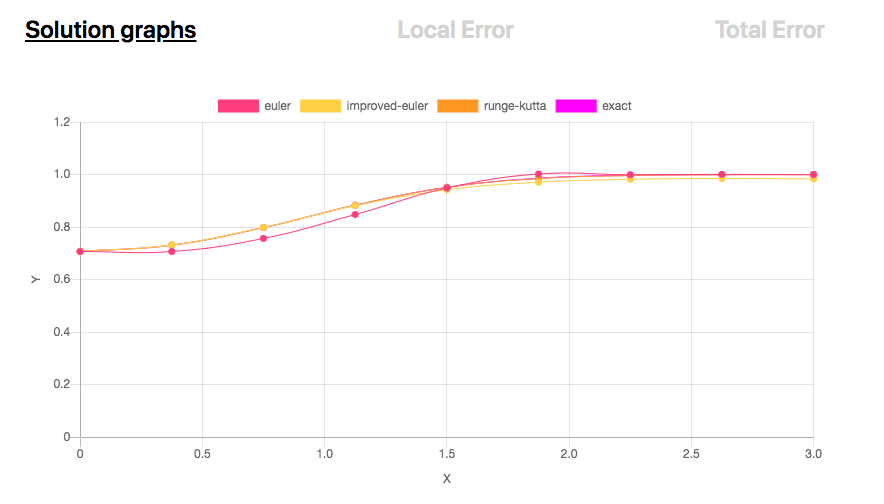 Solution graphs Local Error Total Error
euler improved-euler runge-kutta exact
1.2
1.0
0.8
0.6
0.4
0.2
0
Y
0 0.5 1.0 1.5 2.0 2.5 3.0
X